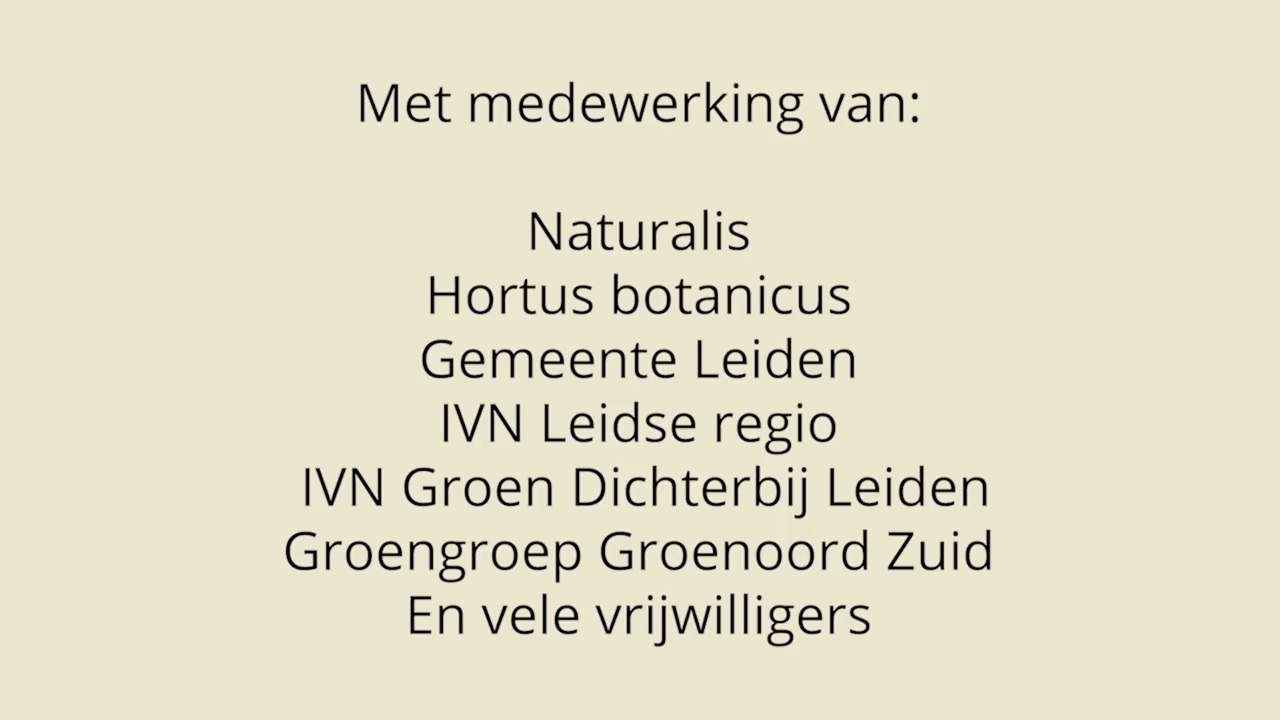 Met medewerking van:
Naturalis
Hortus botanicus
Gemeente Leiden
IVN Leidse regio
IVN Groen Dichterbij Leiden
Groengroep Groenoord Zuid
En vele vrijwilligers